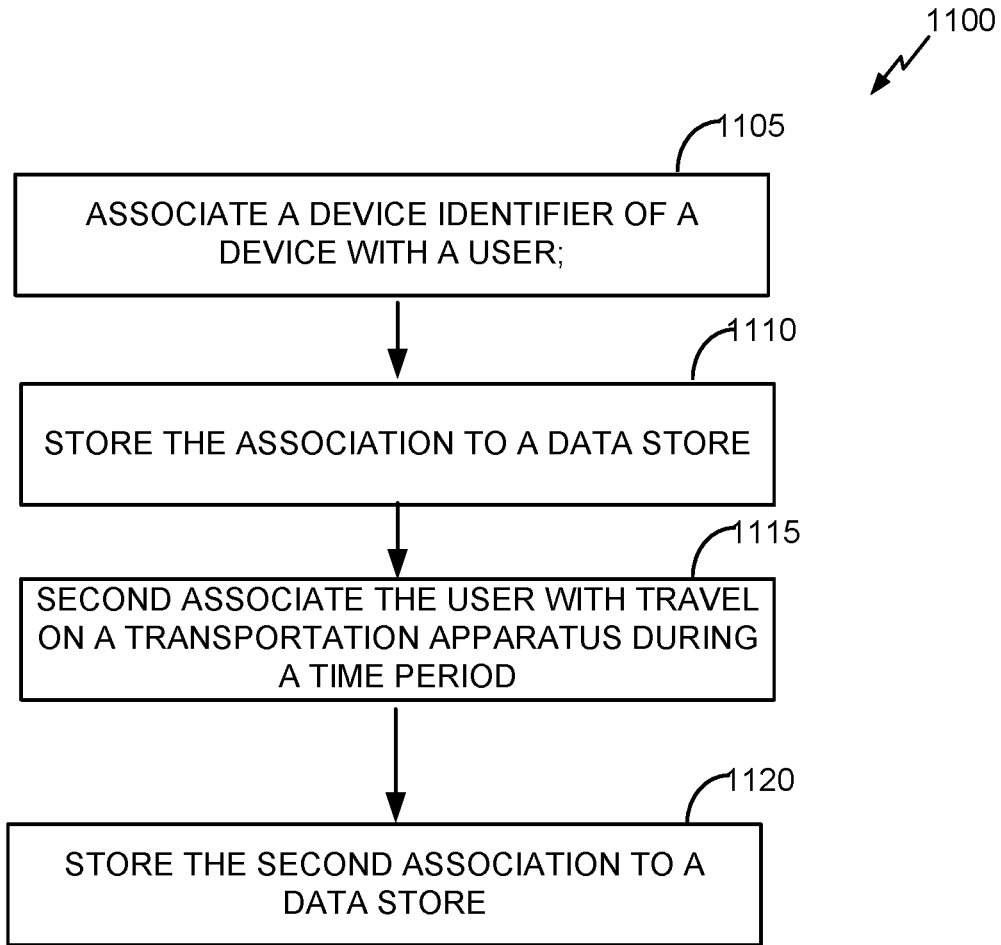 1100
1105
ASSOCIATE A DEVICE IDENTIFIER OF A
DEVICE WITH A USER;
1110
STORE THE ASSOCIATION TO A DATA STORE
1115
SECOND ASSOCIATE THE USER WITH TRAVEL
ON A TRANSPORTATION APPARATUS DURING
A TIME PERIOD
1120
STORE THE SECOND ASSOCIATION TO A
DATA STORE